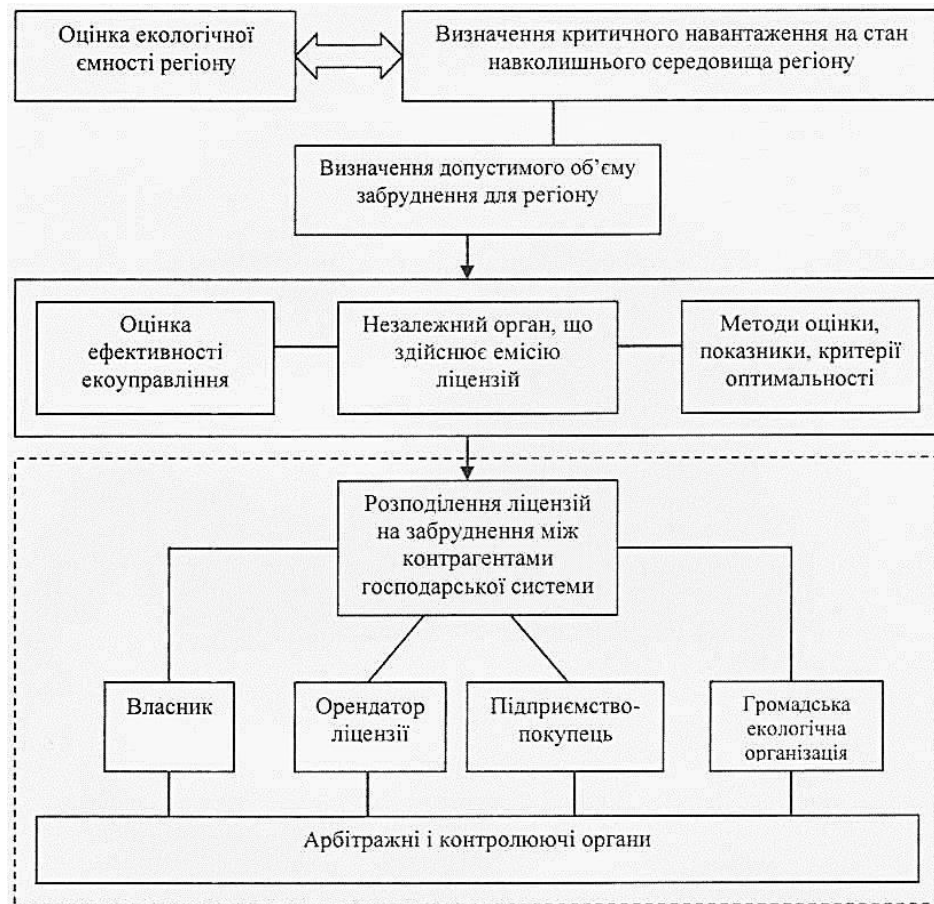 Оцінка екологічної
ємності регіону
Визначення критичного навантаження на стан
навколишнього середовища регіону
Визначення допустимого об’єму
забруднення для регіону
Оцінка
ефективності
екоуправління
Незалежний орган, що
здійснює емісію
ліцензій
Методи оцінки,
показники, критерії
оптимальності
Розподілення ліцензій
на забруднення між
контрагентами
господарської системи
Власник
Орендатор
ліцензії
Підприємство-
покупець
Громадська
екологічна
організація
Арбітражні і контролюючі органи